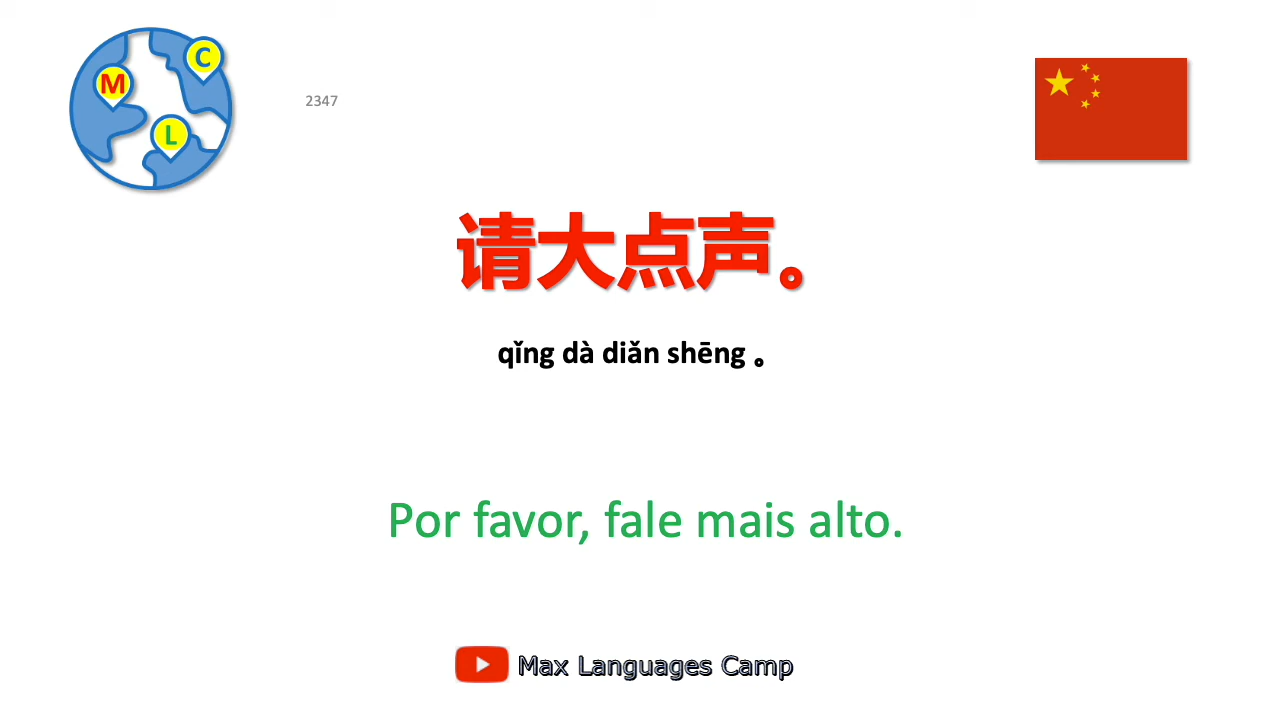 C
M
L
2347
请大点声。
qǐng dà diǎn shēng 。
Por favor, fale mais alto.
Max Languages Camp